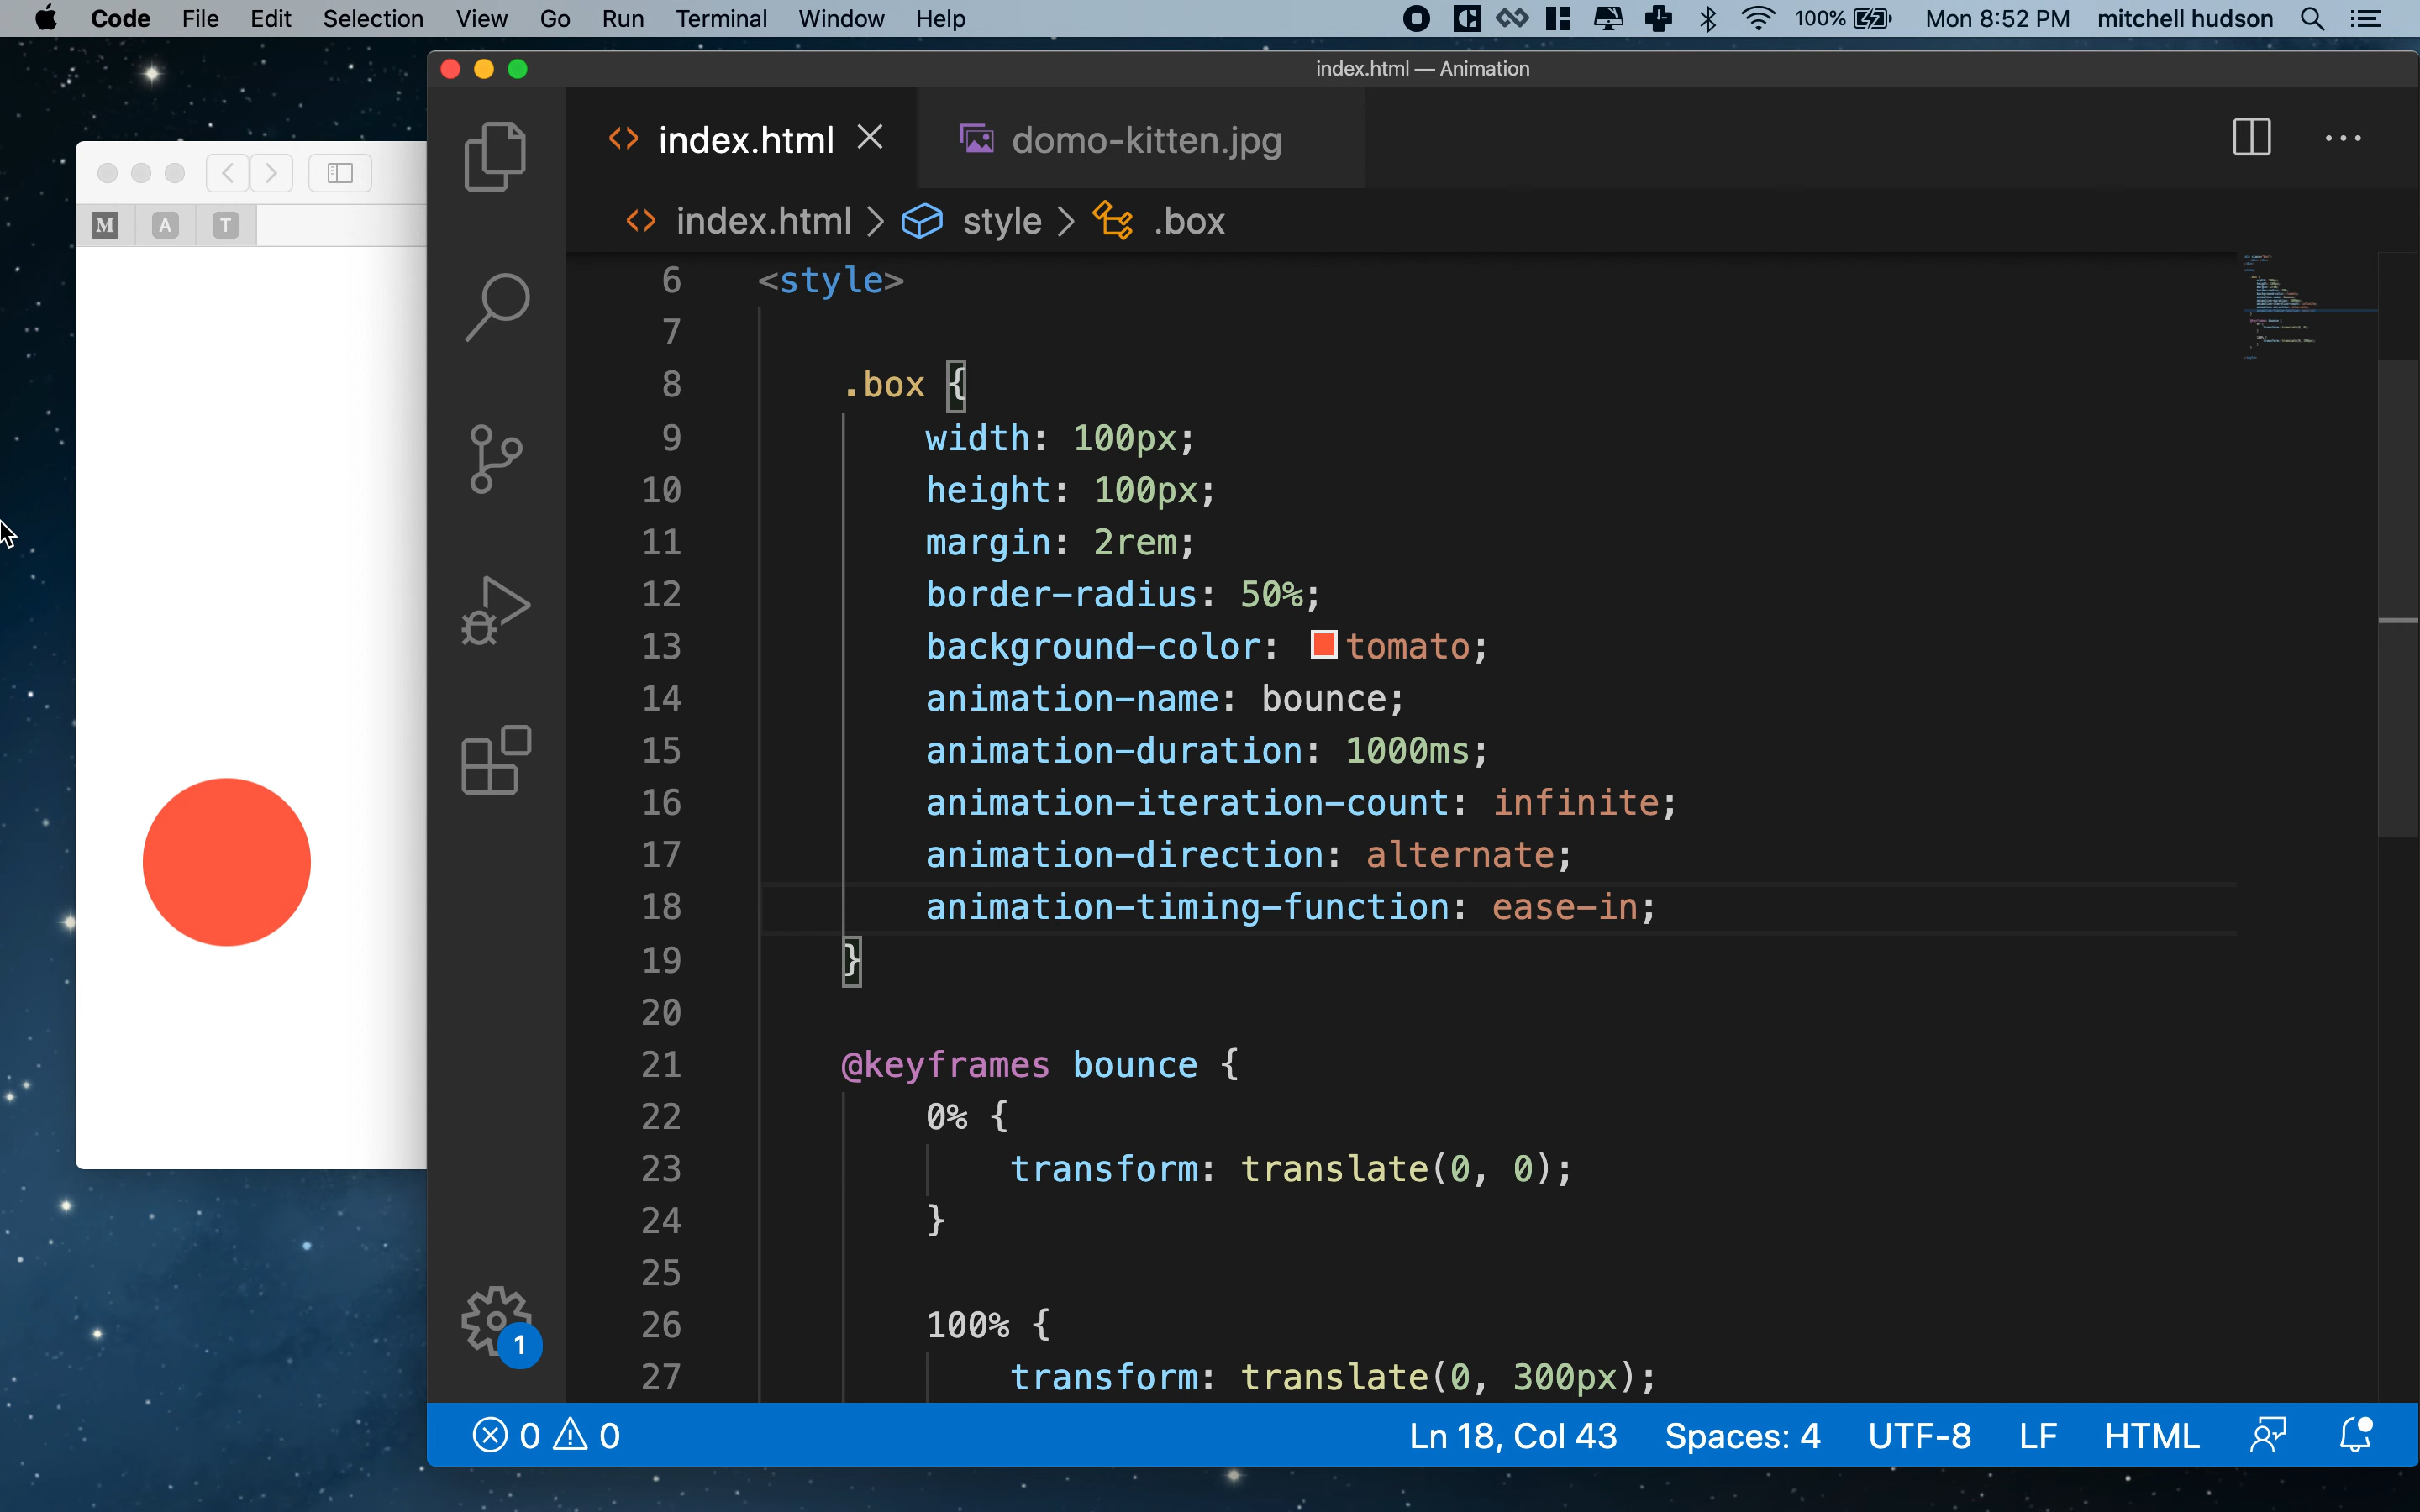 Code File Edit Selection View Go Run Terminal Window Help 100% Mon 8:52 PM mitchell hudson
index.html — Animation
index.html domo-kitten.jpg
M A T
index.html > style > .box
6 <style>
7
8 .box {
9 width: 100px;
10 height: 100px;
11 margin: 2rem;
12 border-radius: 50%;
13 background-color: tomato;
14 animation-name: bounce;
15 animation-duration: 1000ms;
16 animation-iteration-count: infinite;
17 animation-direction: alternate;
18 animation-timing-function: ease-in;
19 }
20
21 @keyframes bounce {
22 0% {
23 transform: translate(0, 0);
24 }
25
26 100% {
27 transform: translate(0, 300px);
1
0 0 Ln 18, Col 43 Spaces: 4 UTF-8 LF HTML